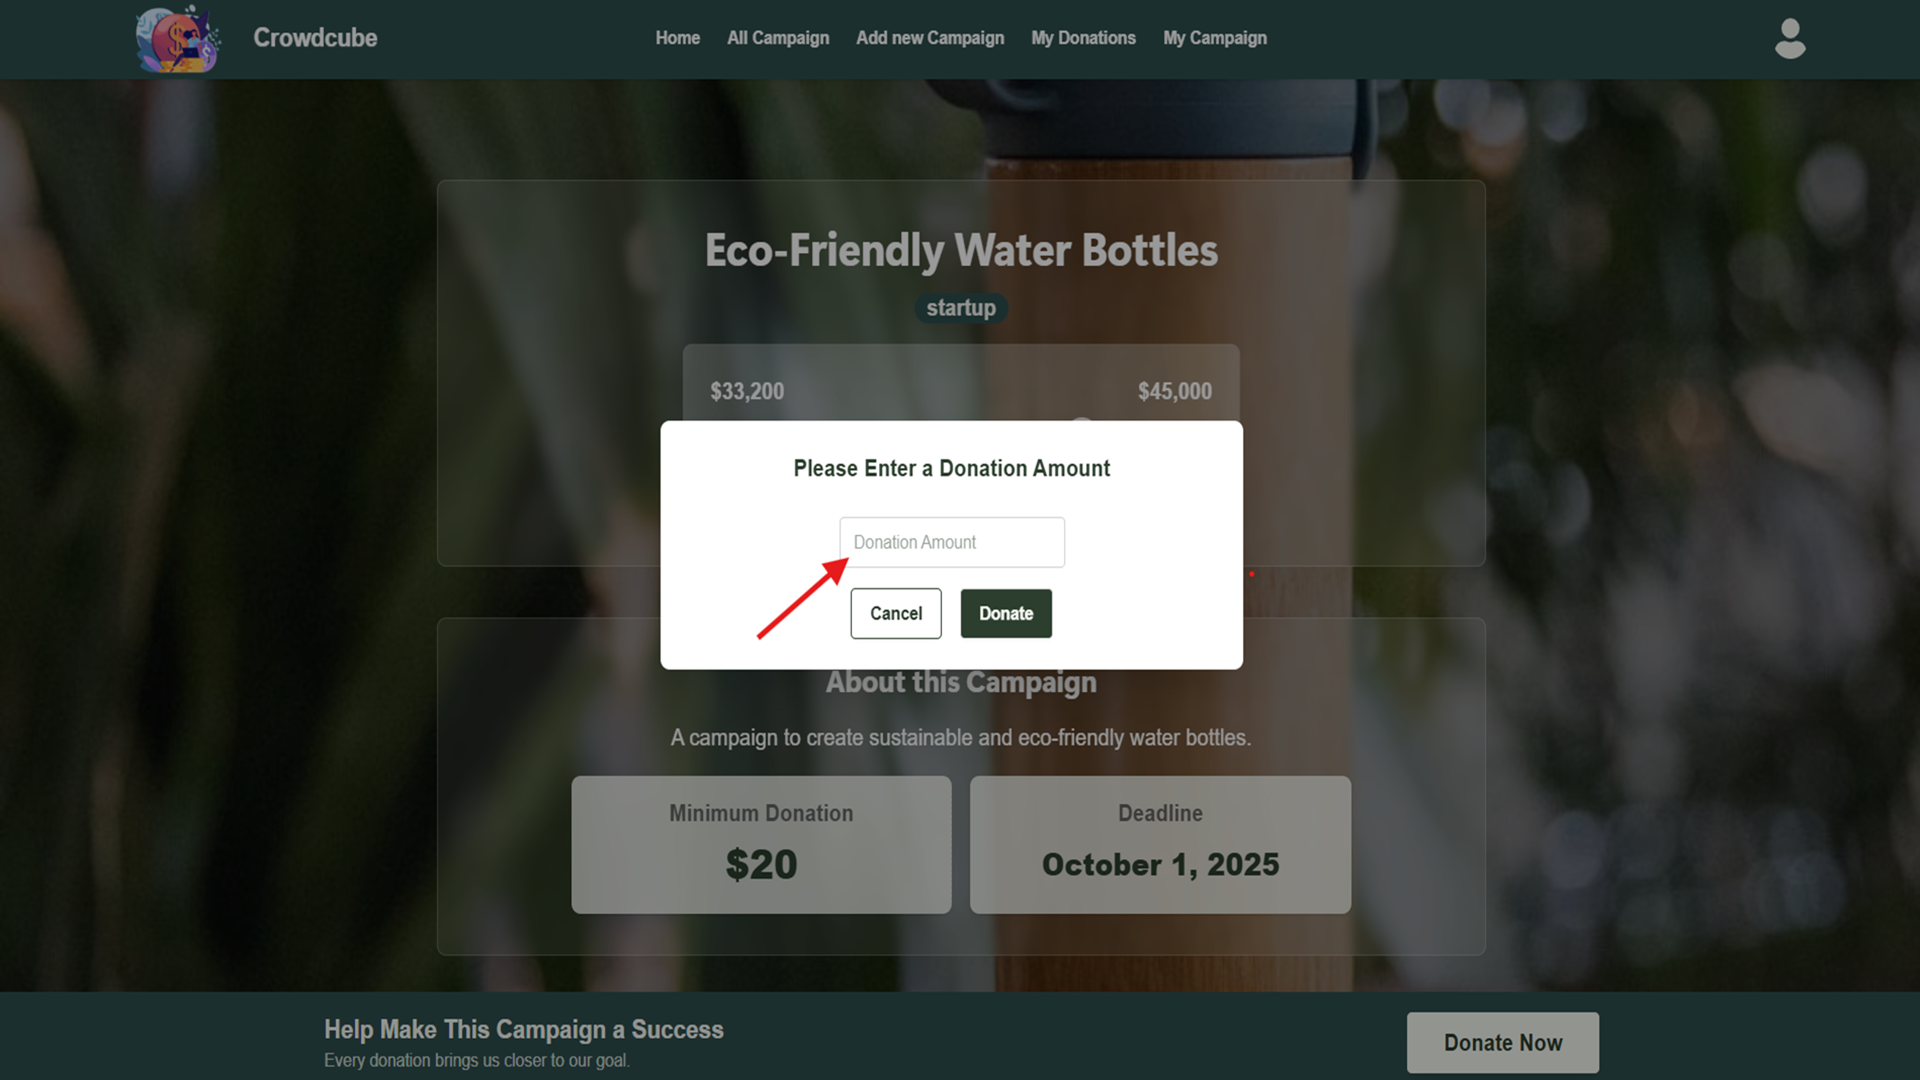 Crowdcube
Home
All Campaign
Add new Campaign
My Donations
My Campaign
Eco-Friendly Water Bottles
startup
$33,200
$45,000
Please Enter a Donation Amount
Donation Amount
Cancel
Donate
About this Campaign
A campaign to create sustainable and eco-friendly water bottles.
Minimum Donation
$20
Deadline
October 1, 2025
Help Make This Campaign a Success
Every donation brings us closer to our goal.
Donate Now